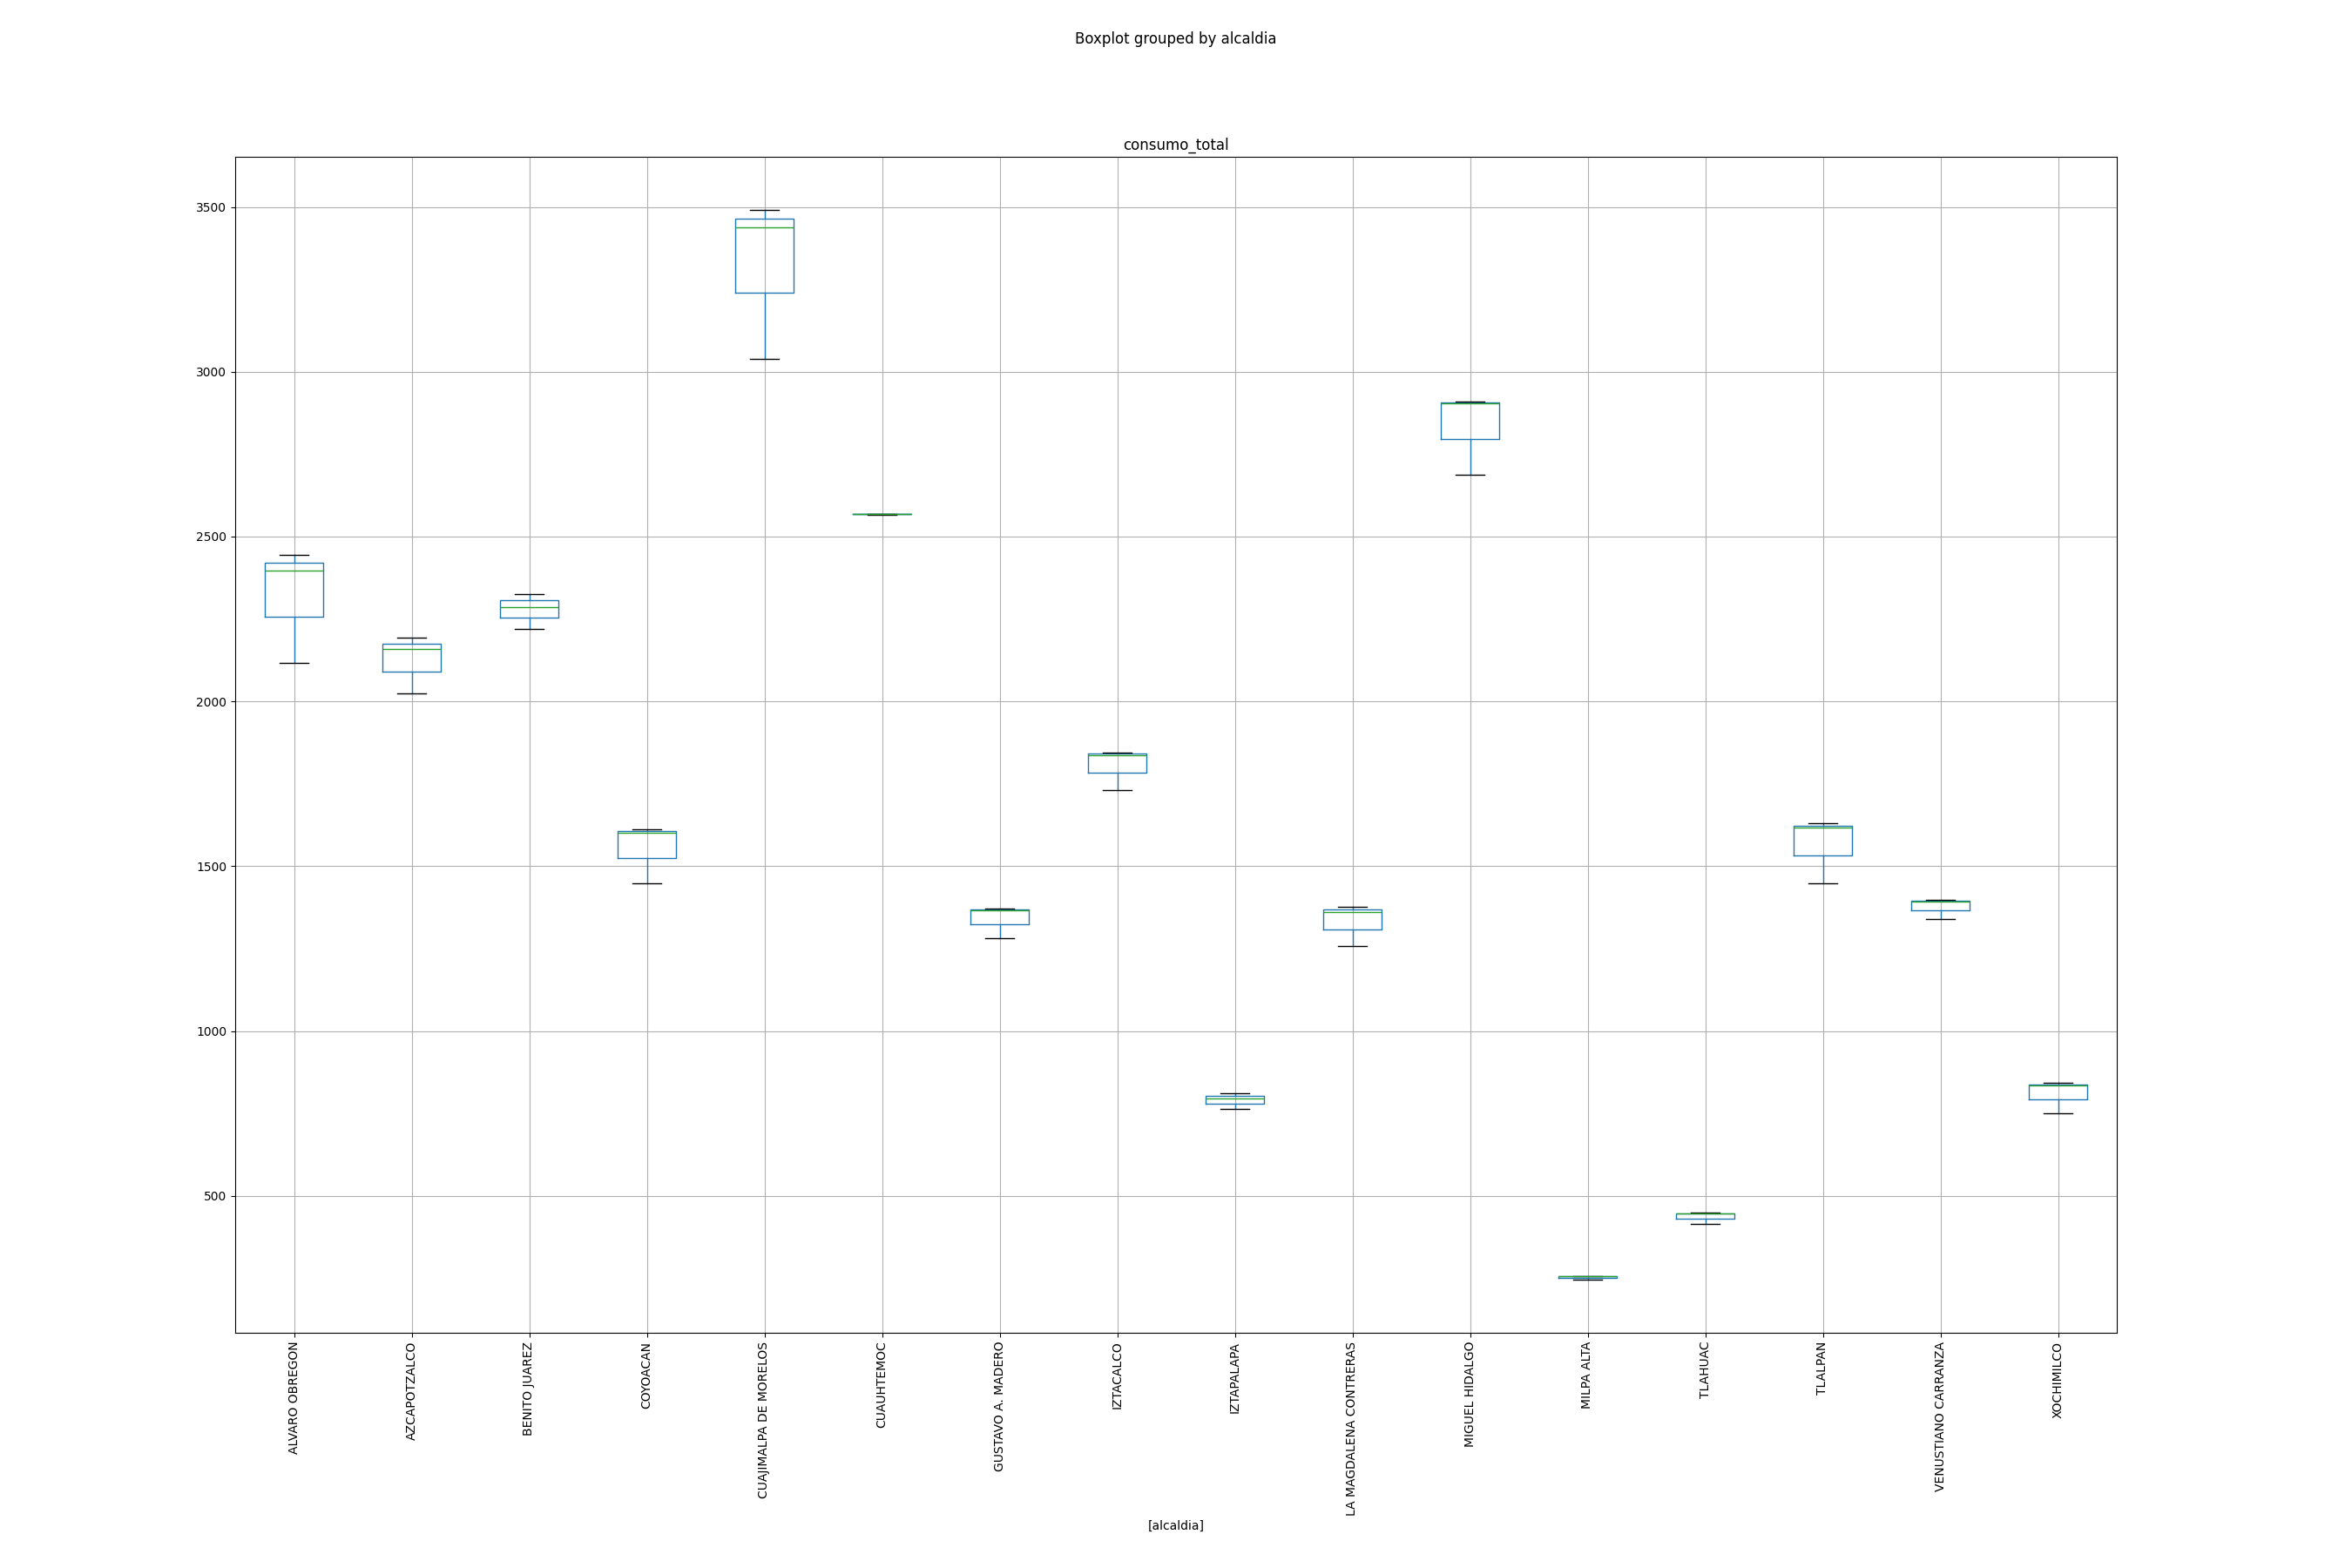 Boxplot grouped by alcaldia
consumo_total
3500
3000
2500
2000
1500
1000
500
ALVARO OBREGON
AZCAPOTZALCO
BENITO JUAREZ
COYOACAN
CUAJIMALPA DE MORELOS
CUAUHTEMOC
GUSTAVO A. MADERO
IZTACALCO
IZTAPALAPA
LA MAGDALENA CONTRERAS
MIGUEL HIDALGO
MILPA ALTA
TLAHUAC
TLALPAN
VENUSTIANO CARRANZA
XOCHIMILCO
[alcaldia]